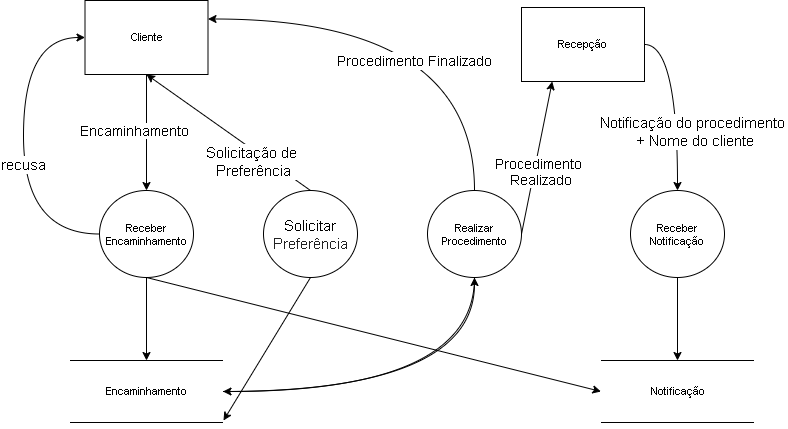 Cliente
Recepção
Procedimento Finalizado
Encaminhamento
Notificação do procedimento
+ Nome do cliente
Solicitação de
Preferência
recusa
Procedimento
Realizado
Receber
Encaminhamento
Solicitar
Preferência
Realizar
Procedimento
Receber
Notificação
Encaminhamento
Notificação